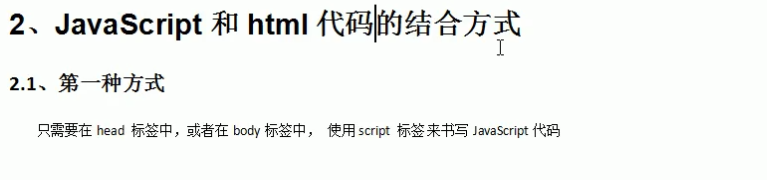 2、JavaScript 和 html 代码的结合方式
2.1、第一种方式
只需要在 head 标签中，或者在 body 标签中， 使用 script 标签 来书写 JavaScript 代码